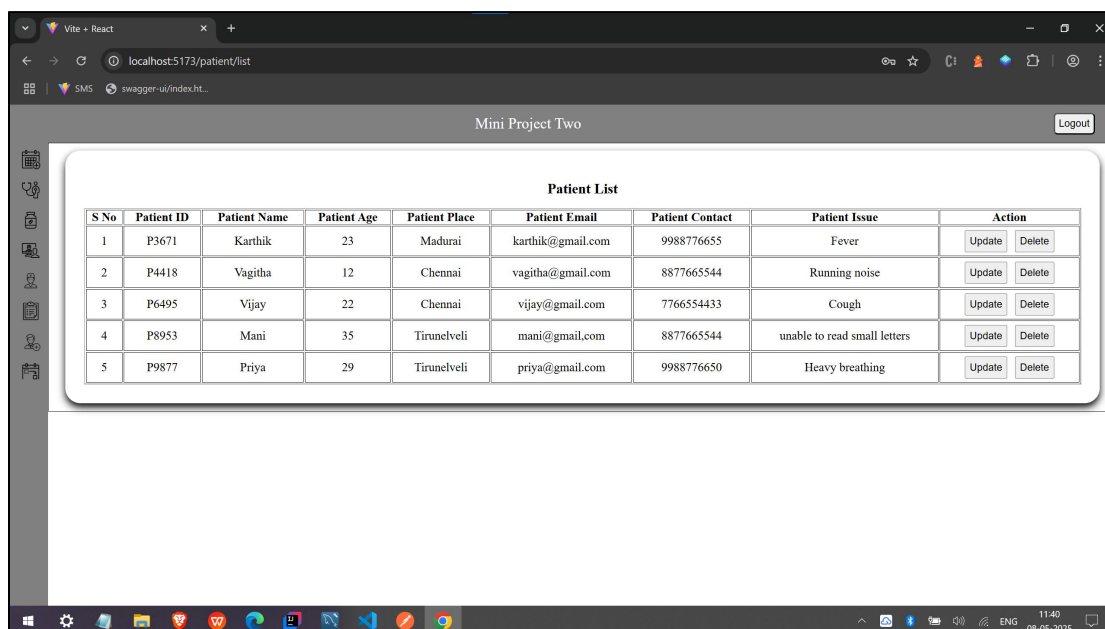 Vite + React
localhost:5173/patient/list
SMS swagger-ui/index.ht...
Mini Project Two Logout
Patient List
S No Patient ID Patient Name Patient Age Patient Place Patient Email Patient Contact Patient Issue Action
1 P3671 Karthik 23 Madurai karthik@gmail.com 9988776655 Fever Update Delete
2 P4418 Vagitha 12 Chennai vagitha@gmail.com 8877665544 Running noise Update Delete
3 P6495 Vijay 22 Chennai vijay@gmail.com 7766554433 Cough Update Delete
4 P8953 Mani 35 Tirunelveli mani@gmail,com 8877665544 unable to read small letters Update Delete
5 P9877 Priya 29 Tirunelveli priya@gmail.com 9988776650 Heavy breathing Update Delete
ENG 11:40
08-05-2025